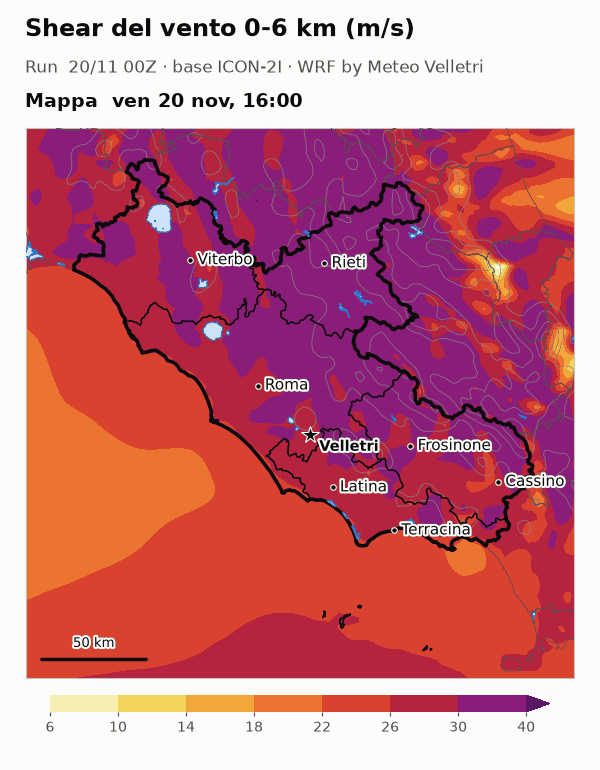 Shear del vento 0-6 km (m/s)
Run  20/11 00Z · base ICON-2I · WRF by Meteo Velletri
Mappa  ven 20 nov, 16:00
Viterbo
Rieti
Roma
Velletri
Frosinone
Latina
Cassino
Terracina
50 km
6 10 14 18 22 26 30 40